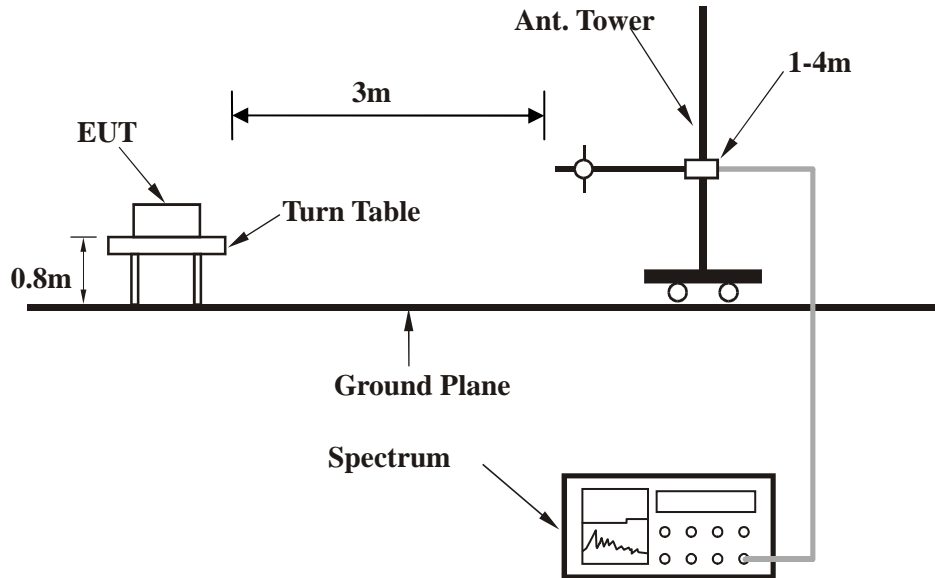 Ant. Tower
1-4m
3m
EUT
Turn Table
0.8m
Ground Plane
Spectrum